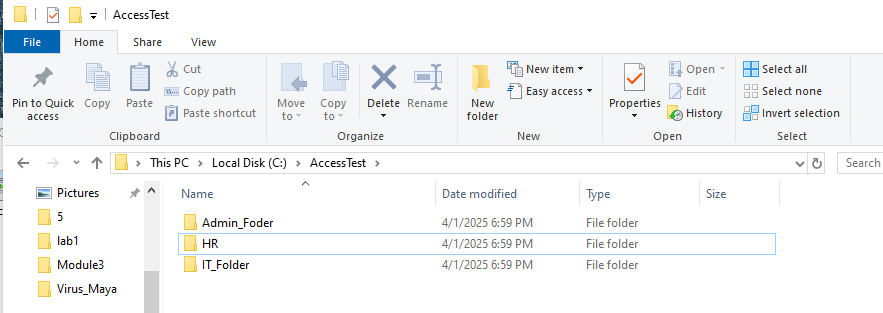 AccessTest
File Home Share View
Pin to Quick access
Copy
Paste
Cut
Copy path
Paste shortcut
Clipboard
Move to
Copy to
Delete
Rename
Organize
New folder
New item
Easy access
New
Properties
Open
Edit
History
Open
Select all
Select none
Invert selection
Select
This PC > Local Disk (C:) > AccessTest >
Search
Pictures
5
lab1
Module3
Virus_Maya
Name Date modified Type Size
Admin_Foder 4/1/2025 6:59 PM File folder
HR 4/1/2025 6:59 PM File folder
IT_Folder 4/1/2025 6:59 PM File folder